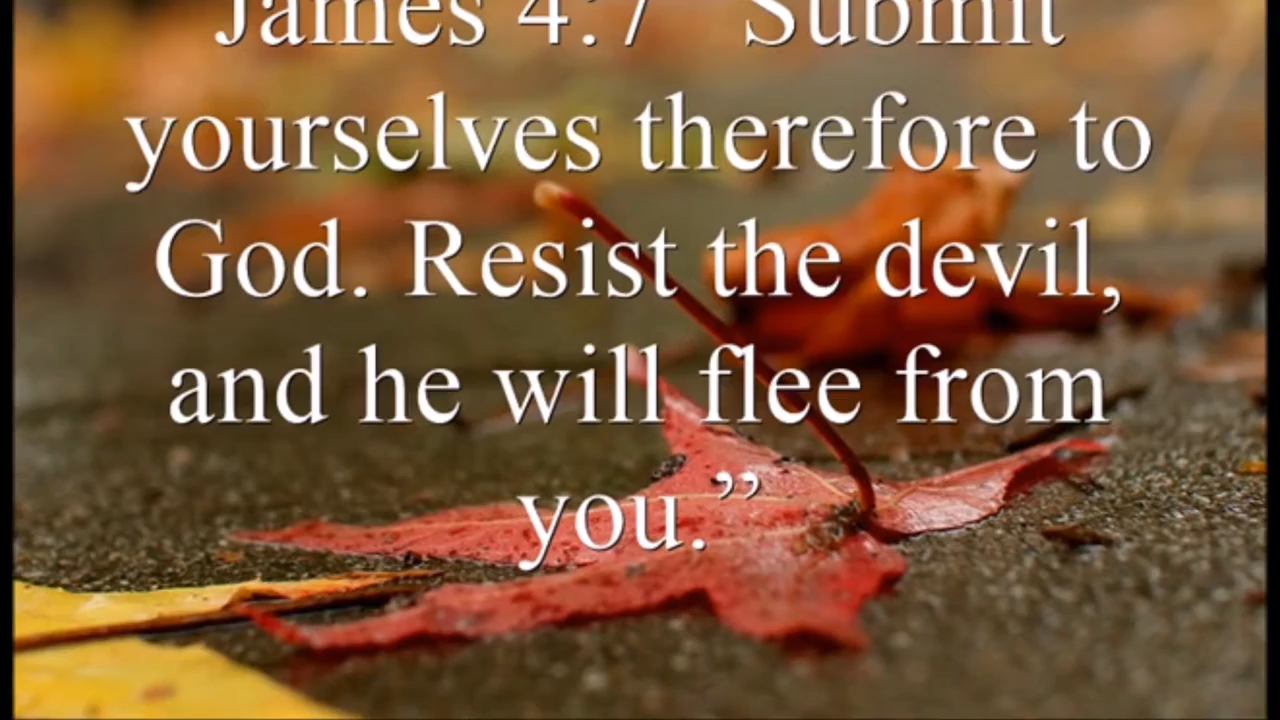 James 4:7 Submit
yourselves therefore to
God. Resist the devil,
and he will flee from
you.”